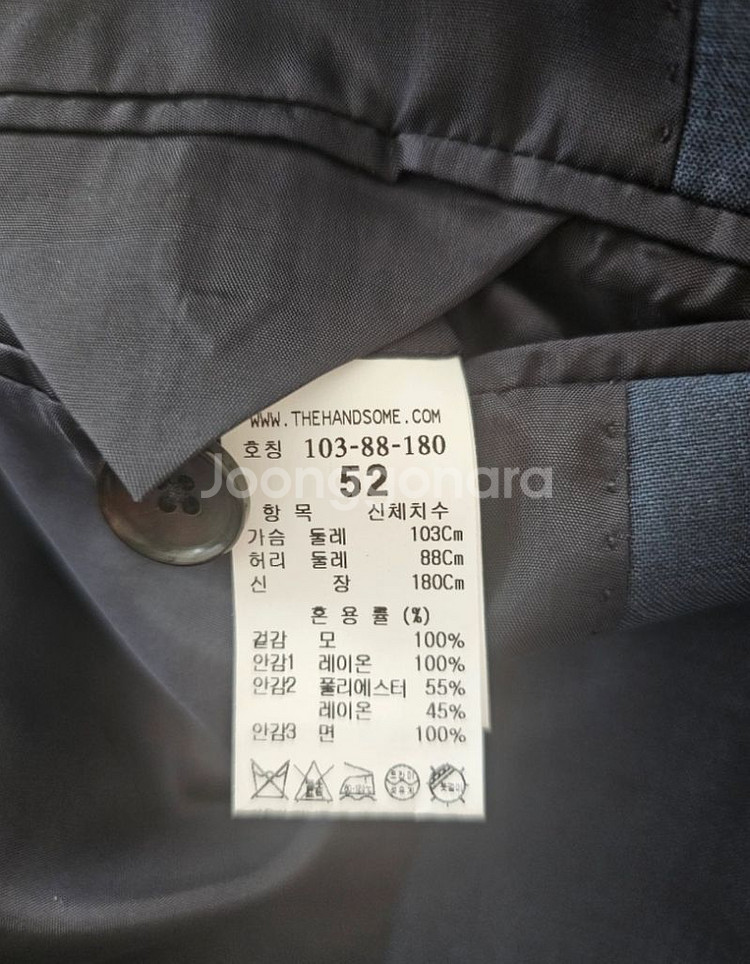 WWW.THEHANDSOME.COM
호칭 103-88-180
52
Joonggonara
항 목 신체치수
가슴 둘레 103Cm
허리 둘레 88Cm
신 장 180Cm
혼 용 률 (%)
겉감 모 100%
안감1 레이온 100%
안감2 폴리에스터 55%
레이온 45%
안감3 면 100%